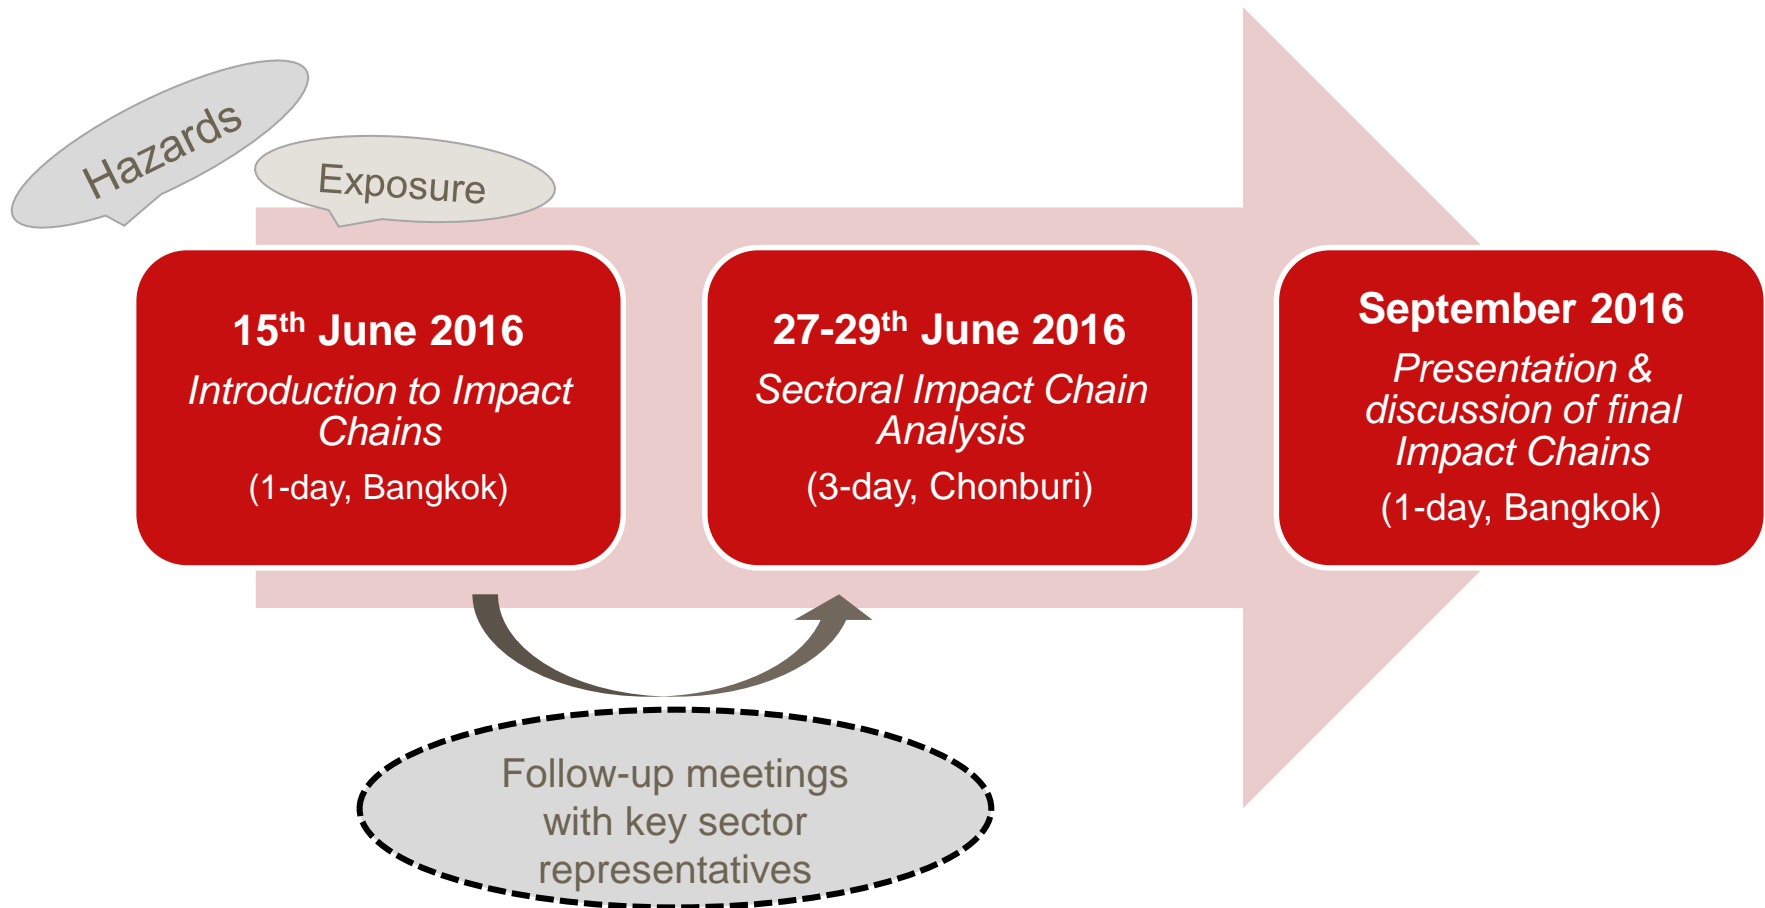 Hazards
Exposure
15th June 2016
Introduction to Impact
Chains
(1-day, Bangkok)
27-29th June 2016
Sectoral Impact Chain
Analysis
(3-day, Chonburi)
September 2016
Presentation &
discussion of final
Impact Chains
(1-day, Bangkok)
Follow-up meetings
with key sector
representatives